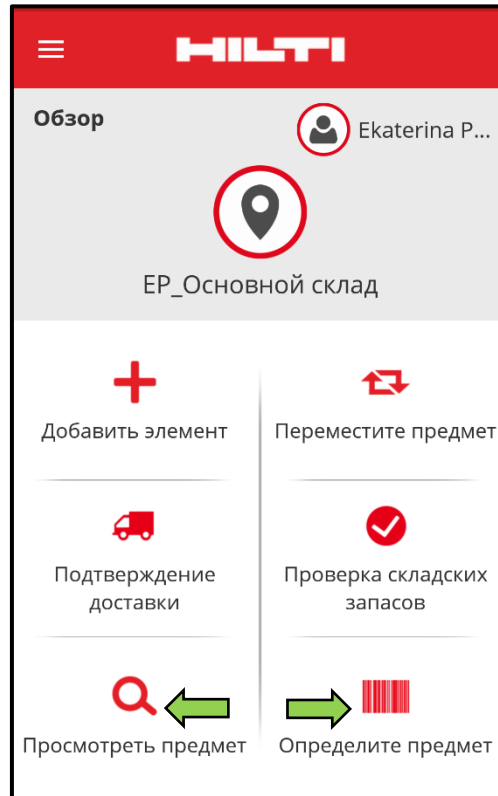 HILTI
Обзор
Ekaterina P...
EP_Основной склад
Добавить элемент
Переместите предмет
Подтверждение
доставки
Проверка складских
запасов
Просмотреть предмет
Определите предмет